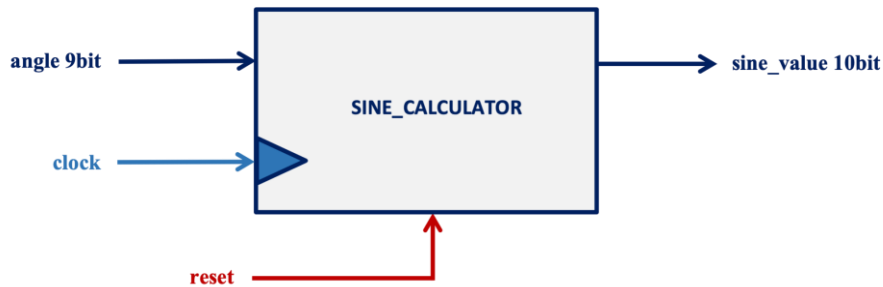 angle 9bit
sine_value 10bit
SINE_CALCULATOR
clock
reset